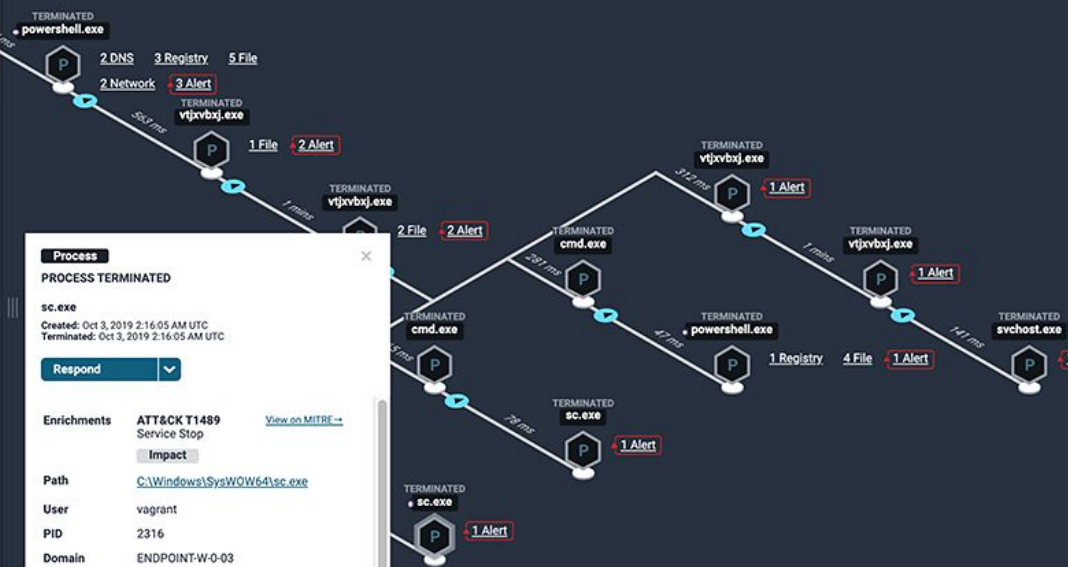 TERMINATED
powershell.exe
2 DNS 3 Registry 5 File
2 Network 3 Alert
563 ms
TERMINATED
vtjxvbxj.exe
1 File 2 Alert
1 mins
TERMINATED
vtjxvbxj.exe
2 File 2 Alert
TERMINATED
vtjxvbxj.exe
312 ms
1 Alert
1 mins
TERMINATED
vtjxvbxj.exe
1 Alert
141 ms
TERMINATED
svchost.exe
TERMINATED
cmd.exe
281 ms
47 ms
TERMINATED
powershell.exe
1 Registry 4 File 1 Alert
TERMINATED
cmd.exe
78 ms
TERMINATED
sc.exe
1 Alert
TERMINATED
sc.exe
1 Alert
P
P
P
P
P
P
P
P
P
P
Process
PROCESS TERMINATED
sc.exe
Created: Oct 3, 2019 2:16:05 AM UTC
Terminated: Oct 3, 2019 2:16:05 AM UTC
Respond
Enrichments ATT&CK T1489 View on MITRE→
Service Stop
Impact
Path C:\Windows\SysWOW64\sc.exe
User vagrant
PID 2316
Domain ENDPOINT-W-0-03